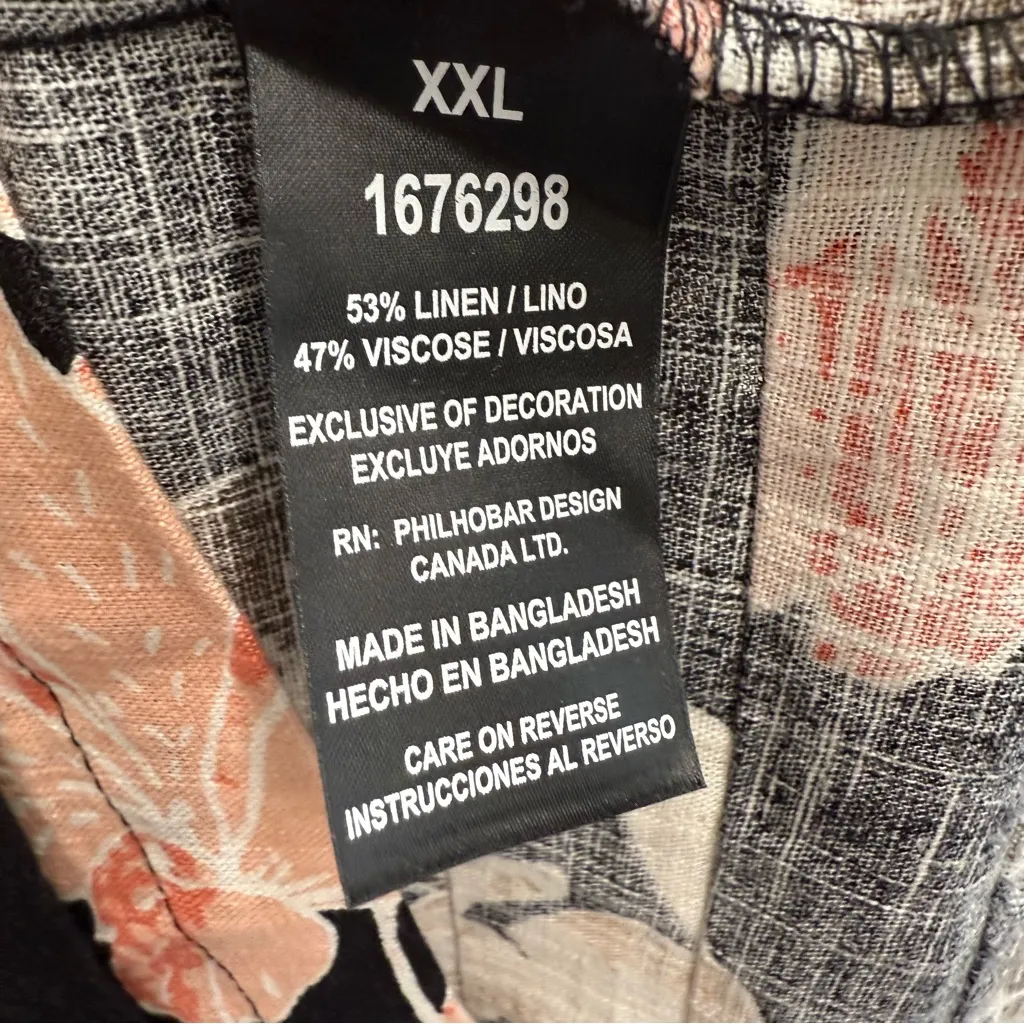 XXL
1676298
53% LINEN / LINO
47% VISCOSE / VISCOSA
EXCLUSIVE OF DECORATION
EXCLUYE ADORNOS
RN: PHILHOBAR DESIGN
CANADA LTD.
MADE IN BANGLADESH
HECHO EN BANGLADESH
CARE ON REVERSE
INSTRUCCIONES AL REVERSO